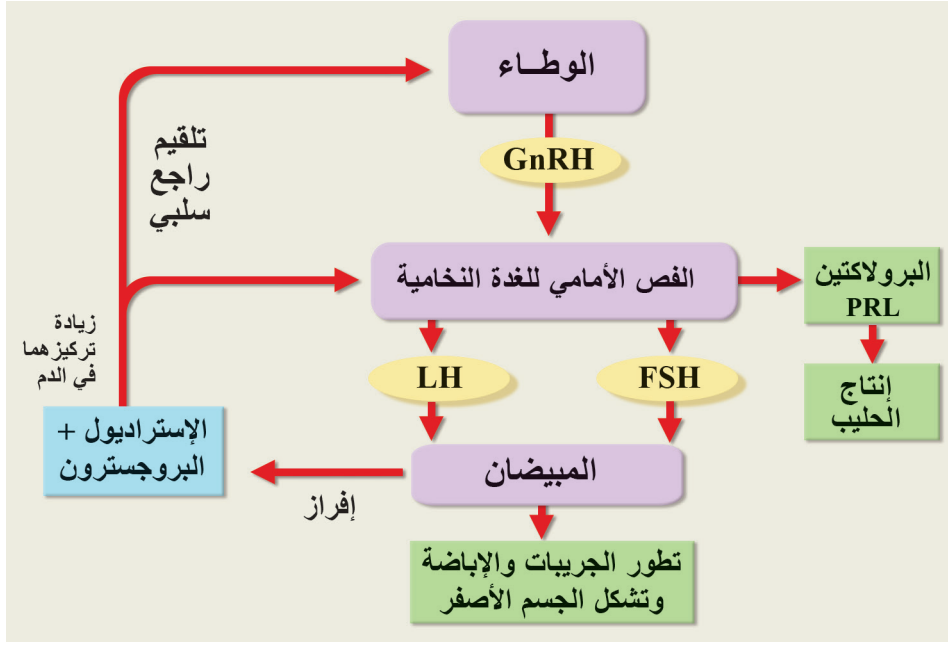 الوطــاء
GnRH
تلقيم
راجع
سلبي
الفص الأمامي للغدة النخامية
البرولاكتين
PRL
زيادة
تركيزهما
في الدم
LH
FSH
إنتاج
الحليب
الإستراديول +
البروجسترون
المبيضان
إفراز
تطور الجريبات والإباضة
وتشكل الجسم الأصفر